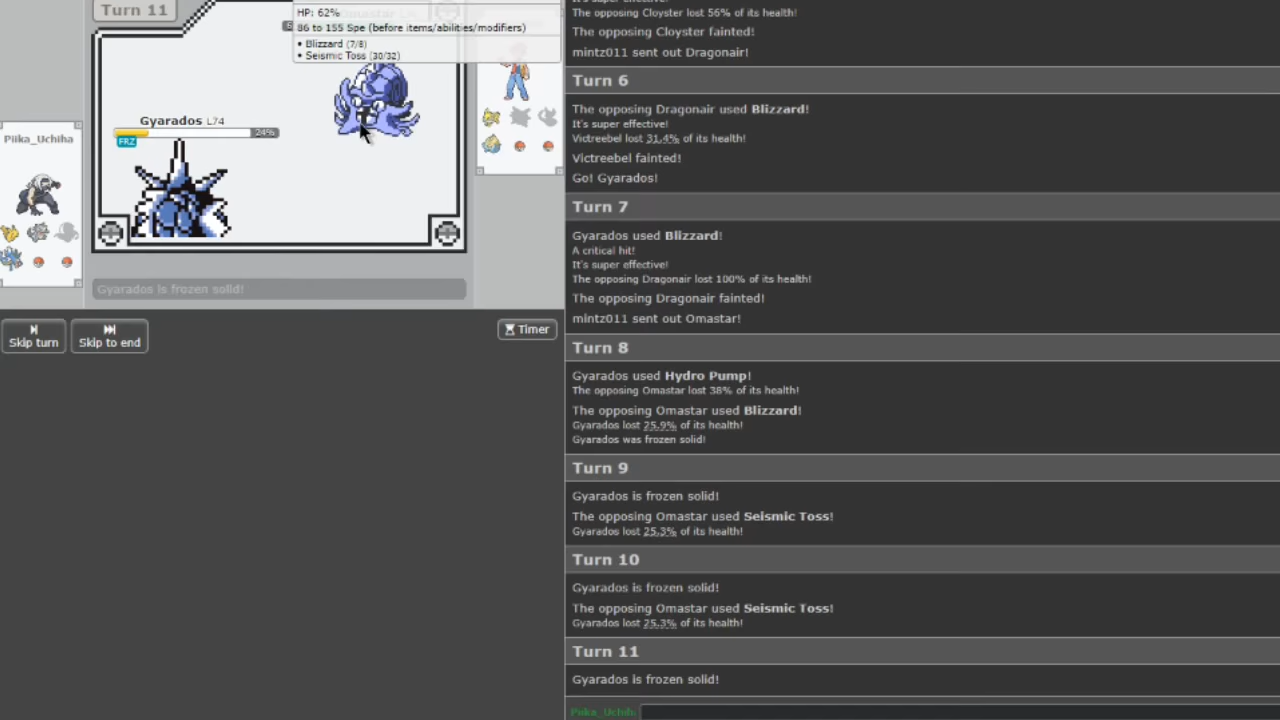 Turn 11
HP: 62%
86 to 155 Spe (before items/abilities/modifiers)
• Blizzard (7/8)
• Seismic Toss (30/32)
Gyarados L74
24%
FRZ
Piika_Uchiha
Gyarados is frozen solid!
Skip turn
Skip to end
Timer
The opposing Cloyster lost 56% of its health!
The opposing Cloyster fainted!
mintz011 sent out Dragonair!
Turn 6
The opposing Dragonair used Blizzard!
It's super effective!
Victreebel lost 31.4% of its health!
Victreebel fainted!
Go! Gyarados!
Turn 7
Gyarados used Blizzard!
A critical hit!
It's super effective!
The opposing Dragonair lost 100% of its health!
The opposing Dragonair fainted!
mintz011 sent out Omastar!
Turn 8
Gyarados used Hydro Pump!
The opposing Omastar lost 38% of its health!
The opposing Omastar used Blizzard!
Gyarados lost 25.9% of its health!
Gyarados was frozen solid!
Turn 9
Gyarados is frozen solid!
The opposing Omastar used Seismic Toss!
Gyarados lost 25.3% of its health!
Turn 10
Gyarados is frozen solid!
The opposing Omastar used Seismic Toss!
Gyarados lost 25.3% of its health!
Turn 11
Gyarados is frozen solid!